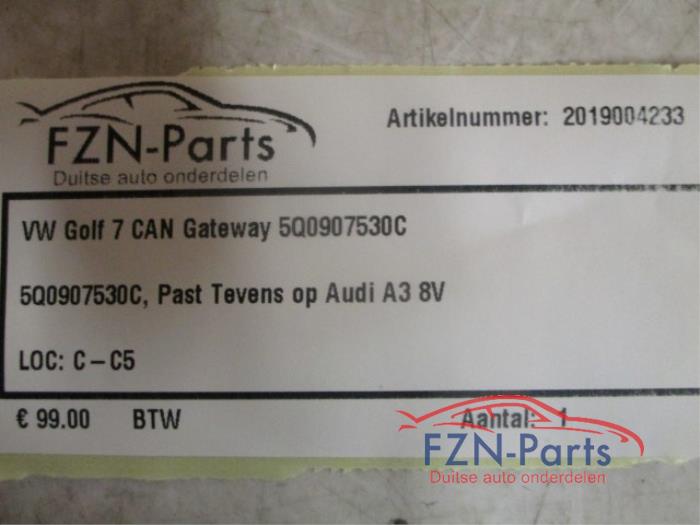 FZN-Parts
Duitse auto onderdelen
Artikelnummer: 2019004233
VW Golf 7 CAN Gateway 5Q0907530C
5Q0907530C, Past Tevens op Audi A3 8V
LOC: C-C5
€ 99.00 BTW Aantal: 1
FZN-Parts
Duitse auto onderdelen